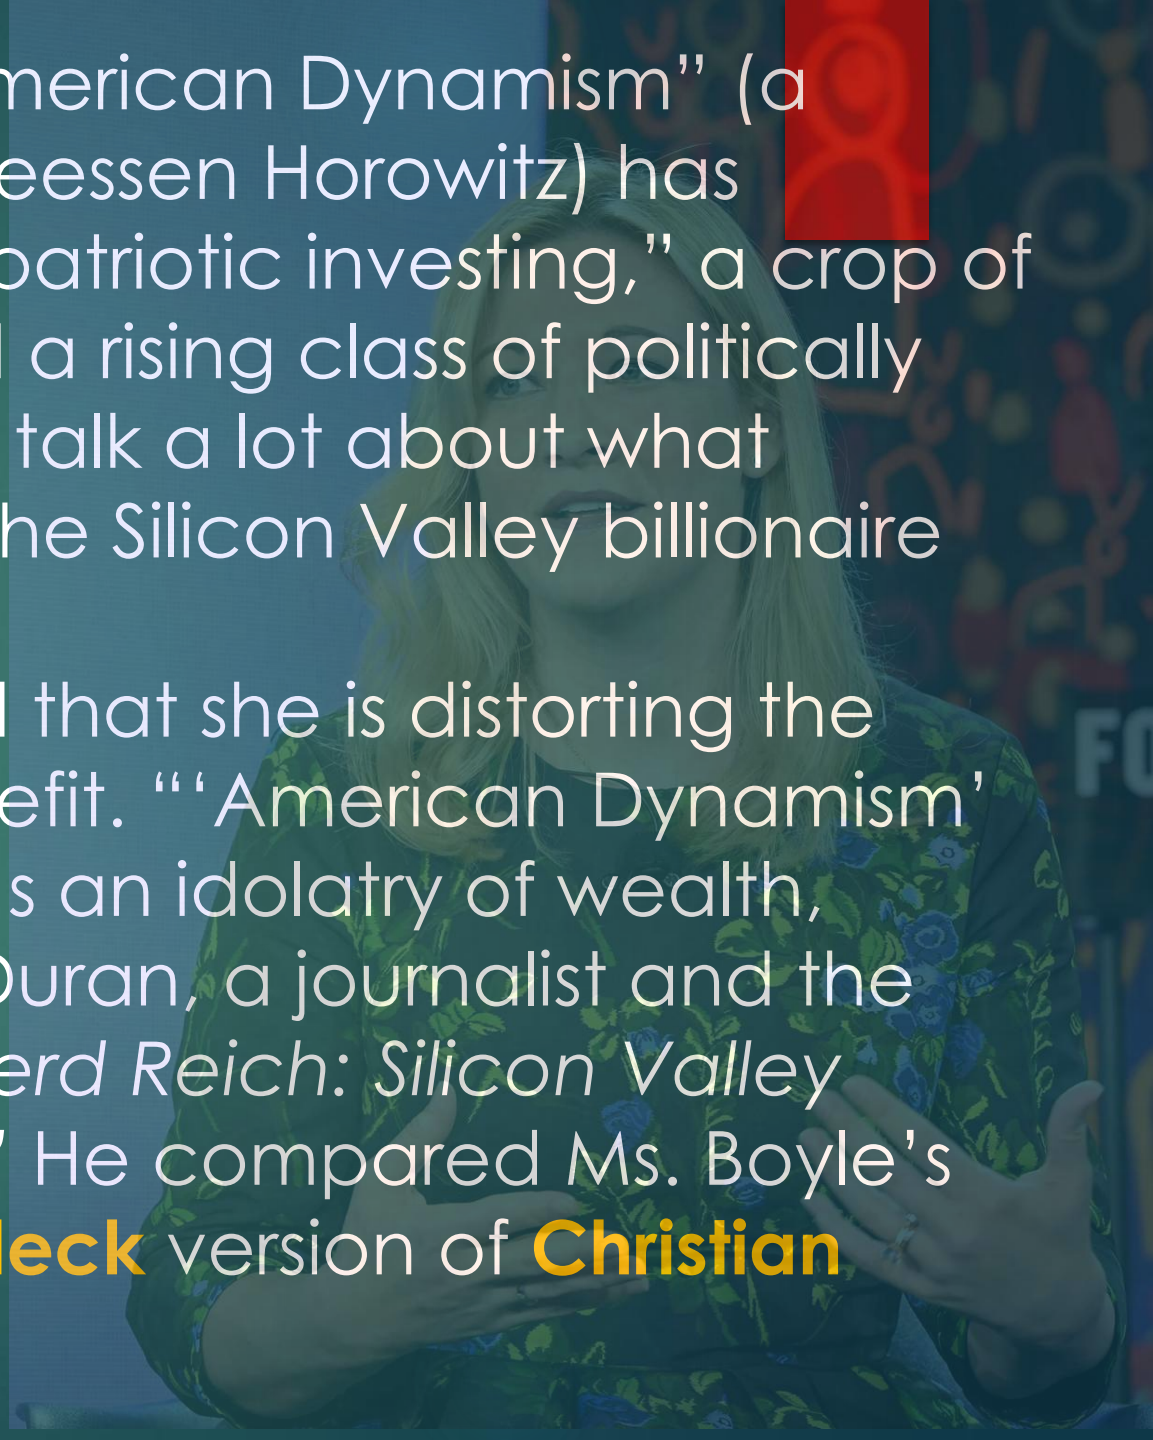 merican Dynamism” (a
eessen Horowitz) has
patriotic investing,” a crop of
a rising class of politically
talk a lot about what
he Silicon Valley billionaire
that she is distorting the
efit. “‘American Dynamism’
s an idolatry of wealth,
Duran, a journalist and the
erd Reich: Silicon Valley
” He compared Ms. Boyle’s
leck version of Christian
FO